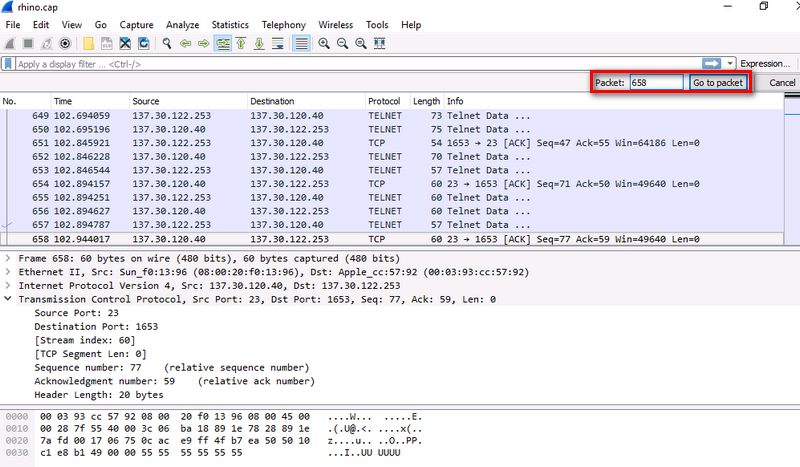 rhino.cap
File Edit View Go Capture Analyze Statistics Telephony Wireless Tools Help
Apply a display filter ... <Ctrl-/> Expression...
Packet: 658 Go to packet Cancel
No. Time Source Destination Protocol Length Info
649 102.694059 137.30.122.253 137.30.120.40 TELNET 73 Telnet Data ...
650 102.695196 137.30.120.40 137.30.122.253 TELNET 75 Telnet Data ...
651 102.845921 137.30.122.253 137.30.120.40 TCP 54 1653 → 23 [ACK] Seq=47 Ack=55 Win=64186 Len=0
652 102.846228 137.30.120.40 137.30.122.253 TELNET 70 Telnet Data ...
653 102.846544 137.30.122.253 137.30.120.40 TELNET 57 Telnet Data ...
654 102.894157 137.30.120.40 137.30.122.253 TCP 60 23 → 1653 [ACK] Seq=71 Ack=50 Win=49640 Len=0
655 102.894251 137.30.122.253 137.30.120.40 TELNET 60 Telnet Data ...
656 102.894627 137.30.120.40 137.30.122.253 TELNET 60 Telnet Data ...
657 102.894787 137.30.122.253 137.30.120.40 TELNET 57 Telnet Data ...
658 102.944017 137.30.120.40 137.30.122.253 TCP 60 23 → 1653 [ACK] Seq=77 Ack=59 Win=49640 Len=0
Frame 658: 60 bytes on wire (480 bits), 60 bytes captured (480 bits)
Ethernet II, Src: Sun_f0:13:96 (08:00:20:f0:13:96), Dst: Apple_cc:57:92 (00:03:93:cc:57:92)
Internet Protocol Version 4, Src: 137.30.120.40, Dst: 137.30.122.253
Transmission Control Protocol, Src Port: 23, Dst Port: 1653, Seq: 77, Ack: 59, Len: 0
Source Port: 23
Destination Port: 1653
[Stream index: 60]
[TCP Segment Len: 0]
Sequence number: 77 (relative sequence number)
Acknowledgment number: 59 (relative ack number)
Header Length: 20 bytes
0000 00 03 93 cc 57 92 08 00 20 f0 13 96 08 00 45 00 ....W... .....E.
0010 00 28 7f 55 40 00 3c 06 ba 18 89 1e 78 28 89 1e .(.U@.<. ....x(..
0020 7a fd 00 17 06 75 0c ac e9 ff 4f b7 ea 50 50 10 z....u.. ..O..PP.
0030 c1 e8 b1 49 00 00 55 55 55 55 55 55 ...I..UU UUUU